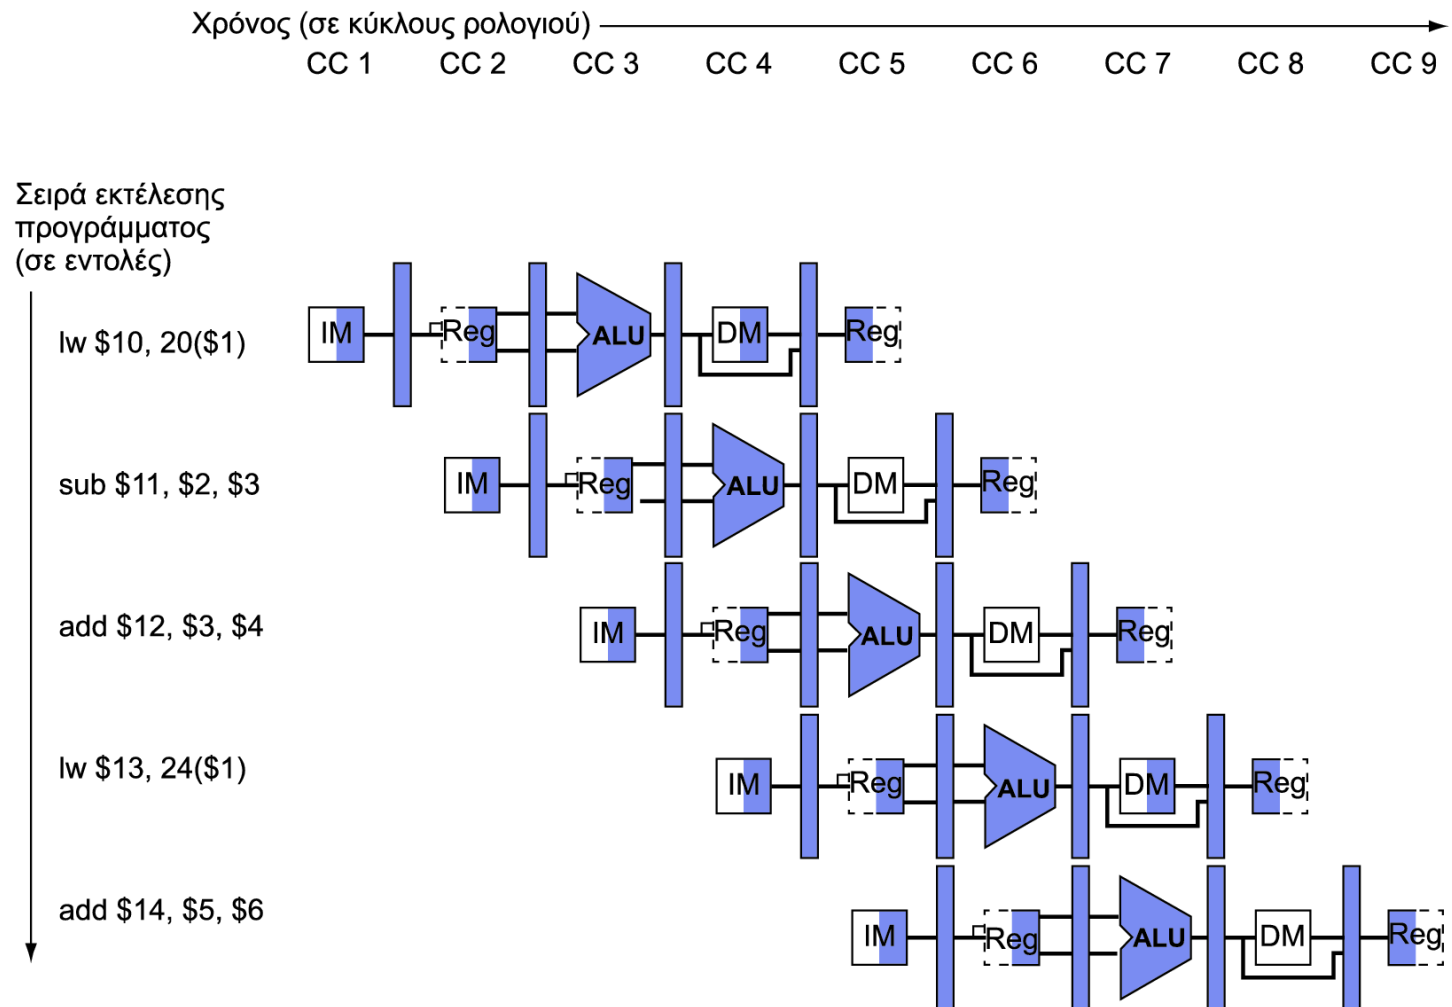 Χρόνος (σε κύκλους ρολογιού)
CC 1 CC 2 CC 3 CC 4 CC 5 CC 6 CC 7 CC 8 CC 9
Σειρά εκτέλεσης
προγράμματος
(σε εντολές)
lw $10, 20($1)
IM Reg ALU DM Reg
sub $11, $2, $3
IM Reg ALU DM Reg
add $12, $3, $4
IM Reg ALU DM Reg
lw $13, 24($1)
IM Reg ALU DM Reg
add $14, $5, $6
IM Reg ALU DM Reg